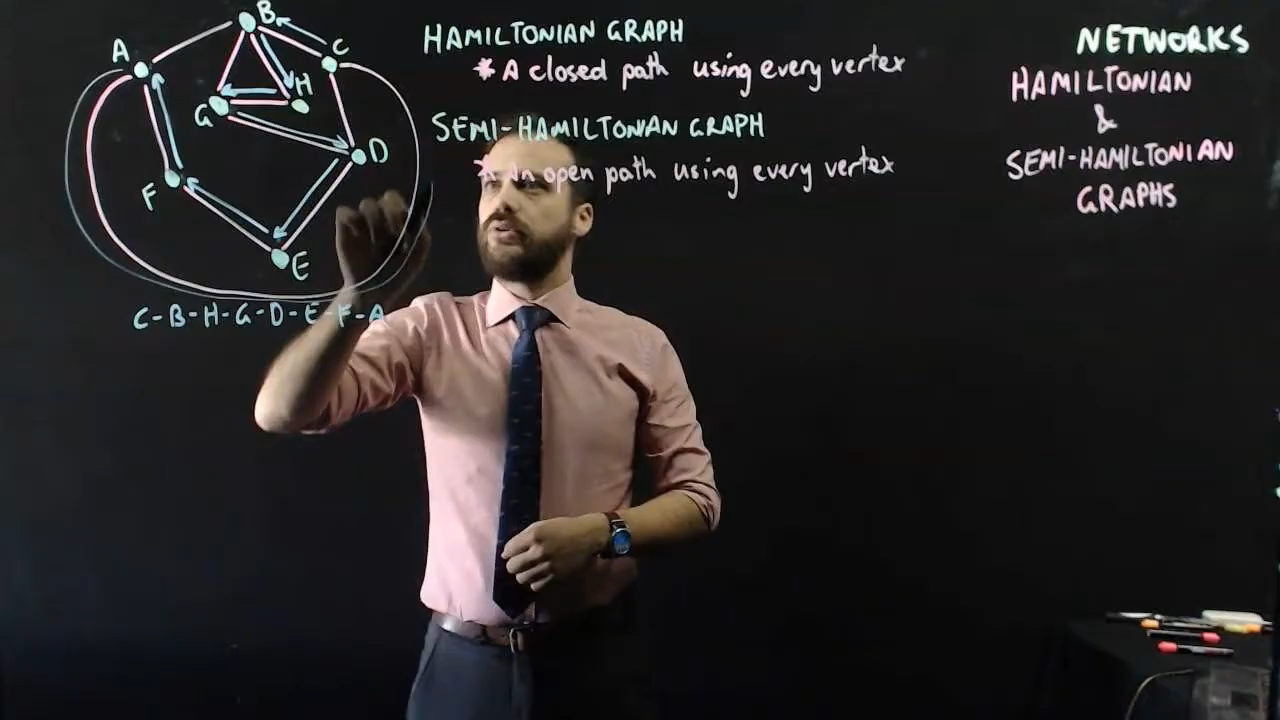 B
A
C
H
G
D
F
E
C-B-H-G-D-E-F-A
HAMILTONIAN GRAPH
* A closed path using every vertex
SEMI-HAMILTONIAN GRAPH
* An open path using every vertex
NETWORKS
HAMILTONIAN
&
SEMI-HAMILTONIAN
GRAPHS